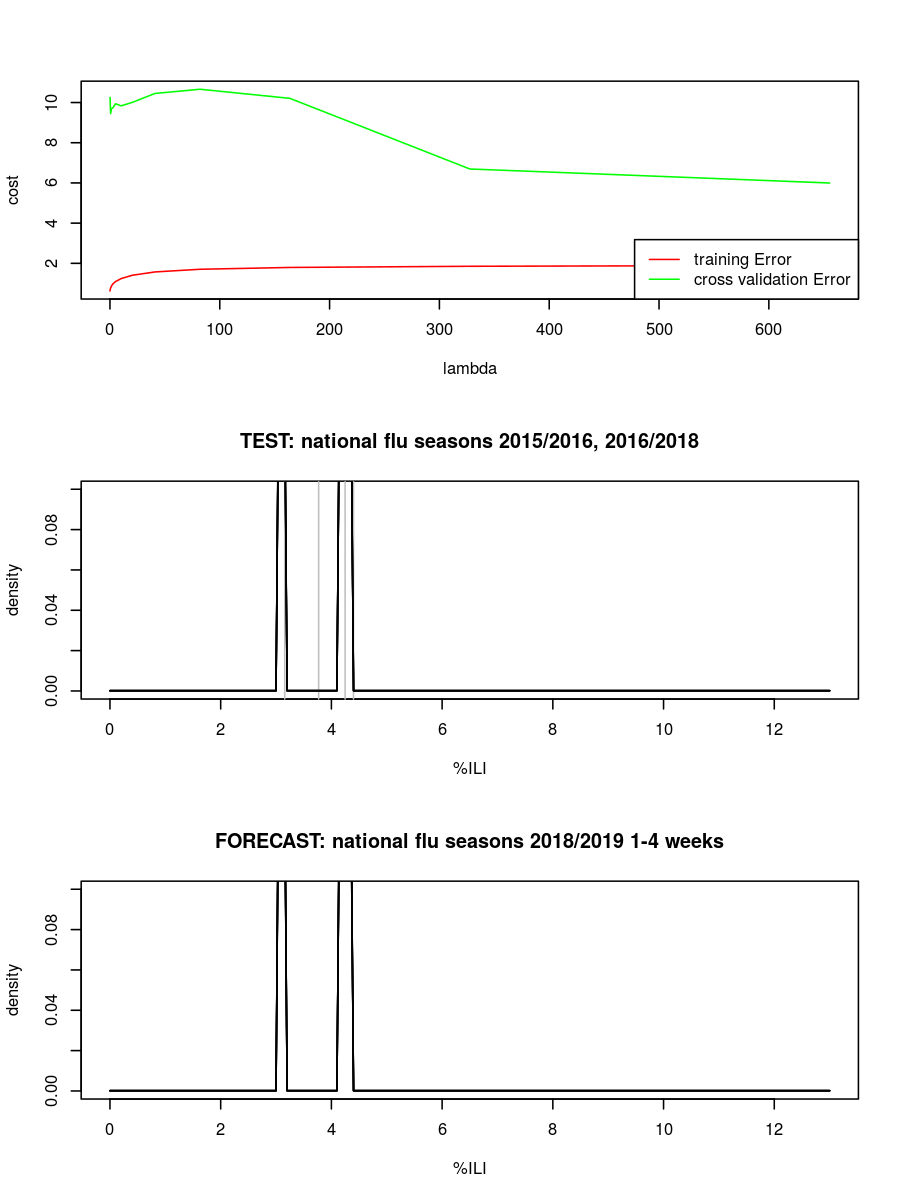 10
8
6
4
2
cost
training Error
cross validation Error
0 100 200 300 400 500 600
lambda
TEST: national flu seasons 2015/2016, 2016/2018
0.08
0.04
0.00
density
0 2 4 6 8 10 12
%ILI
FORECAST: national flu seasons 2018/2019 1-4 weeks
0.08
0.04
0.00
density
0 2 4 6 8 10 12
%ILI